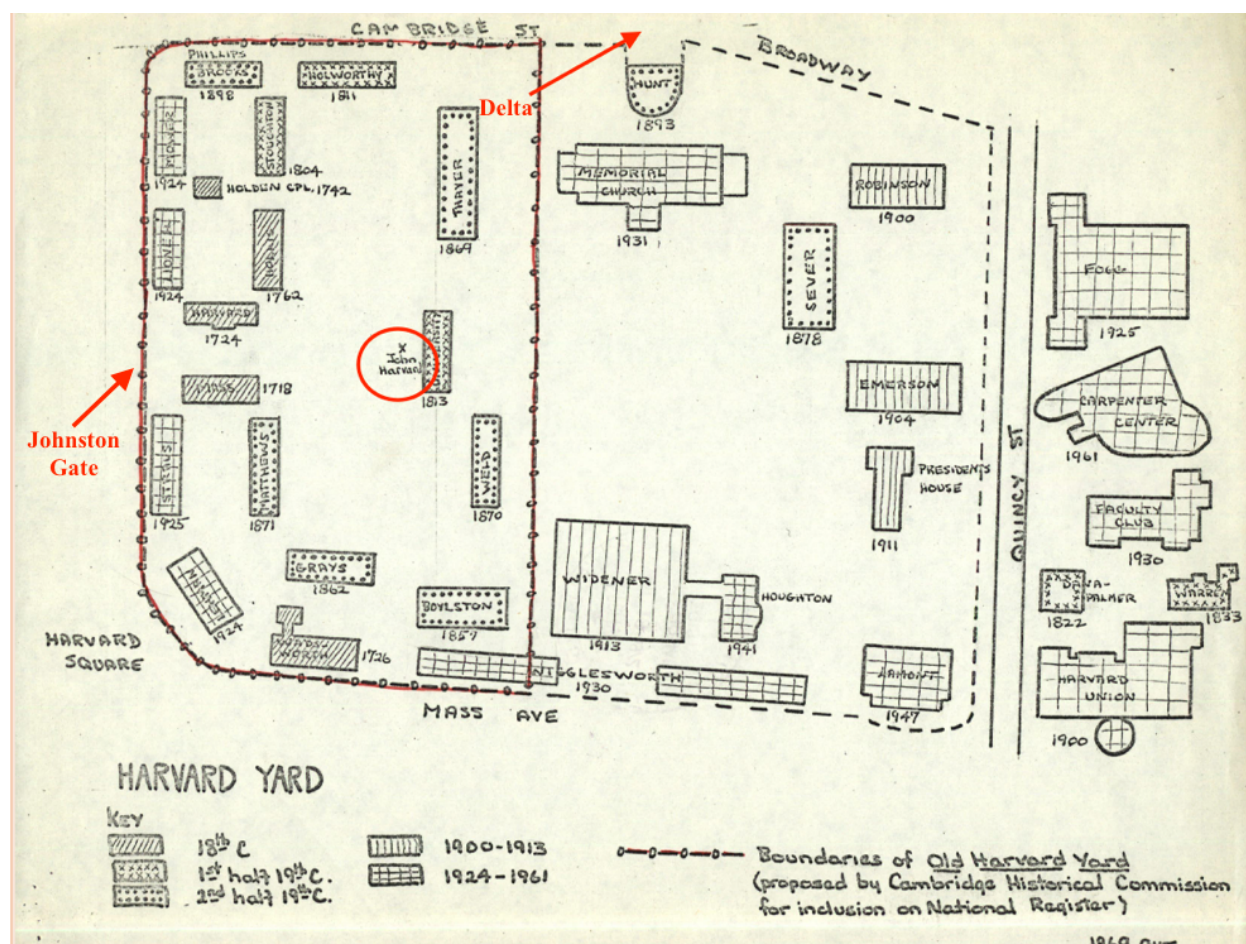 CAMBRIDGE ST
PHILLIPS
BROOKS
1898
HOLWORTHY
1811
Delta
HUNT
1893
BROADWAY
1924
STOUGHTON
1804
HOLDEN CPL. 1742
THAYER
1869
MEMORIAL
CHURCH
1931
ROBINSON
1900
1924
HOLLIS
1762
SEVER
1878
FOGG
1925
HARVARD
1724
John
Harvard
UNIVERSITY
1813
MASS
1718
EMERSON
1904
CARPENTER
CENTER
1961
Johnston
Gate
STRAUS
1925
MATTHEWS
1871
WELD
1870
PRESIDENTS
HOUSE
1911
QUINCY ST
FACULTY
CLUB
1930
1924
GRAYS
1862
BOYLSTON
1857
WIDENER
1913
HOUGHTON
1941
DANA-
PALMER
1822
WARREN
1833
HARVARD
SQUARE
WADS
WORTH
1726
WIGGLESWORTH
1930
LAMONT
1947
HARVARD
UNION
1900
MASS AVE
HARVARD YARD
KEY
18th C
1st half 19th C.
2nd half 19th C.
1900-1913
1924-1961
Boundaries of Old Harvard Yard
(proposed by Cambridge Historical Commission
for inclusion on National Register)